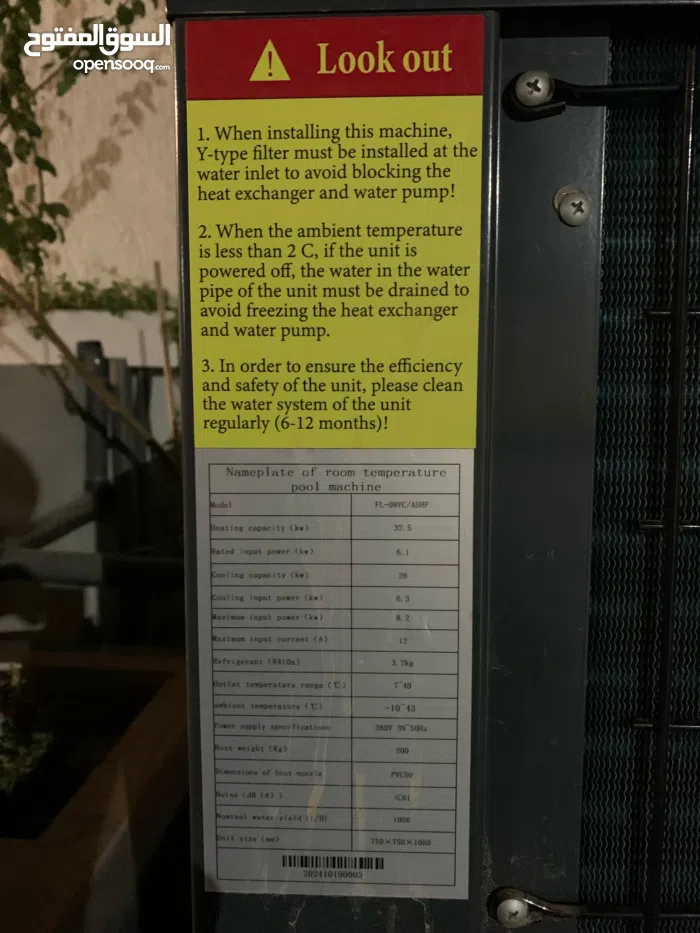 السوق المفتوح
opensooq.com
Look out
1. When installing this machine,
Y-type filter must be installed at the
water inlet to avoid blocking the
heat exchanger and water pump!
2. When the ambient temperature
is less than 2 C, if the unit is
powered off, the water in the water
pipe of the unit must be drained to
avoid freezing the heat exchanger
and water pump.
3. In order to ensure the efficiency
and safety of the unit, please clean
the water system of the unit
regularly (6-12 months)!
Nameplate of room temperature
pool machine
Model FL-08YC/ASHP
Heating capacity (kw) 32.5
Rated input power (kw) 6.1
Cooling capacity (kw) 26
Cooling input power (kw) 6.3
Maximum input power (kw) 8.2
Maximum input current (A) 12
Refrigerant (R410a) 3.2kg
Outlet temperature range (℃) 7~40
ambient temperature (℃) -10~43
Power supply specifications 380V 3N~50Hz
Host weight (Kg) 200
Dimensions of host nozzle PVC50
Noise (dB (A) ) ≤61
Nominal water yield (L/H)
Unit size (mm) 750×750×1080
202410190003